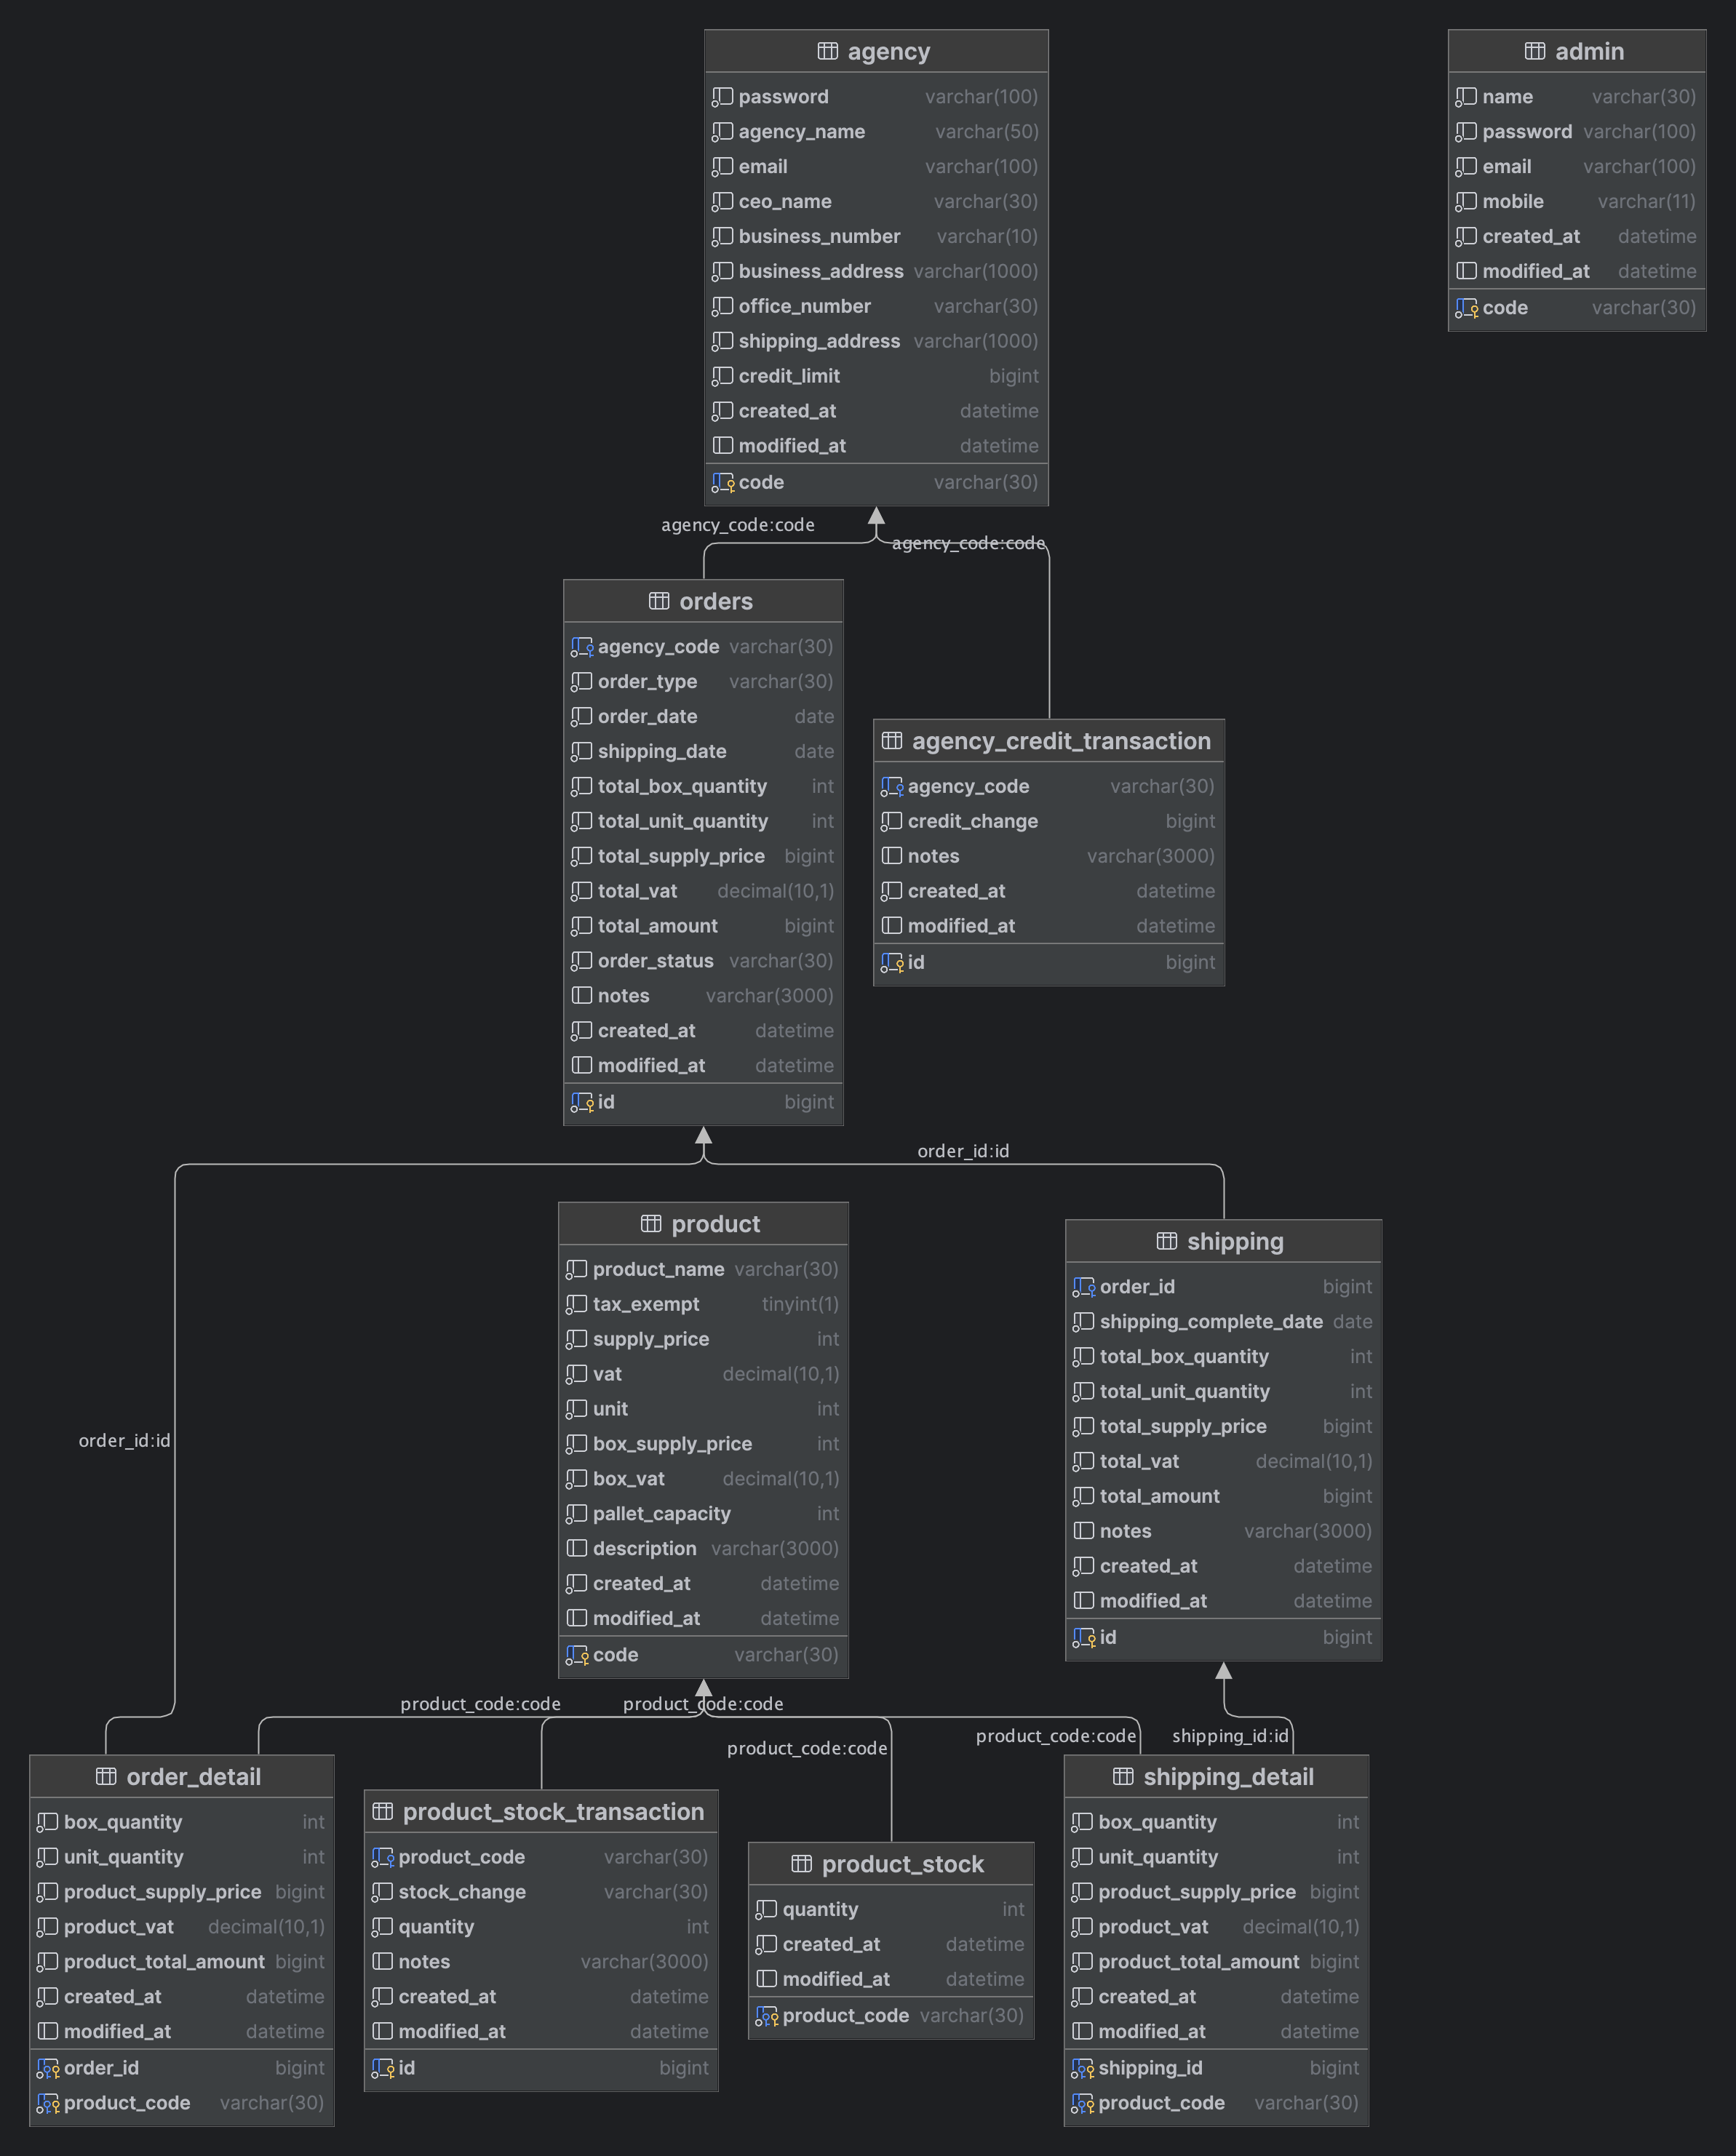 agency
password varchar(100)
agency_name varchar(50)
email varchar(100)
ceo_name varchar(30)
business_number varchar(10)
business_address varchar(1000)
office_number varchar(30)
shipping_address varchar(1000)
credit_limit bigint
created_at datetime
modified_at datetime
code varchar(30)
admin
name varchar(30)
password varchar(100)
email varchar(100)
mobile varchar(11)
created_at datetime
modified_at datetime
code varchar(30)
agency_code:code
agency_code:code
orders
agency_code varchar(30)
order_type varchar(30)
order_date date
shipping_date date
total_box_quantity int
total_unit_quantity int
total_supply_price bigint
total_vat decimal(10,1)
total_amount bigint
order_status varchar(30)
notes varchar(3000)
created_at datetime
modified_at datetime
id bigint
agency_credit_transaction
agency_code varchar(30)
credit_change bigint
notes varchar(3000)
created_at datetime
modified_at datetime
id bigint
order_id:id
order_id:id
product
product_name varchar(30)
tax_exempt tinyint(1)
supply_price int
vat decimal(10,1)
unit int
box_supply_price int
box_vat decimal(10,1)
pallet_capacity int
description varchar(3000)
created_at datetime
modified_at datetime
code varchar(30)
shipping
order_id bigint
shipping_complete_date date
total_box_quantity int
total_unit_quantity int
total_supply_price bigint
total_vat decimal(10,1)
total_amount bigint
notes varchar(3000)
created_at datetime
modified_at datetime
id bigint
product_code:code
product_code:code
product_code:code
product_code:code
shipping_id:id
order_detail
box_quantity int
unit_quantity int
product_supply_price bigint
product_vat decimal(10,1)
product_total_amount bigint
created_at datetime
modified_at datetime
order_id bigint
product_code varchar(30)
product_stock_transaction
product_code varchar(30)
stock_change varchar(30)
quantity int
notes varchar(3000)
created_at datetime
modified_at datetime
id bigint
product_stock
quantity int
created_at datetime
modified_at datetime
product_code varchar(30)
shipping_detail
box_quantity int
unit_quantity int
product_supply_price bigint
product_vat decimal(10,1)
product_total_amount bigint
created_at datetime
modified_at datetime
shipping_id bigint
product_code varchar(30)